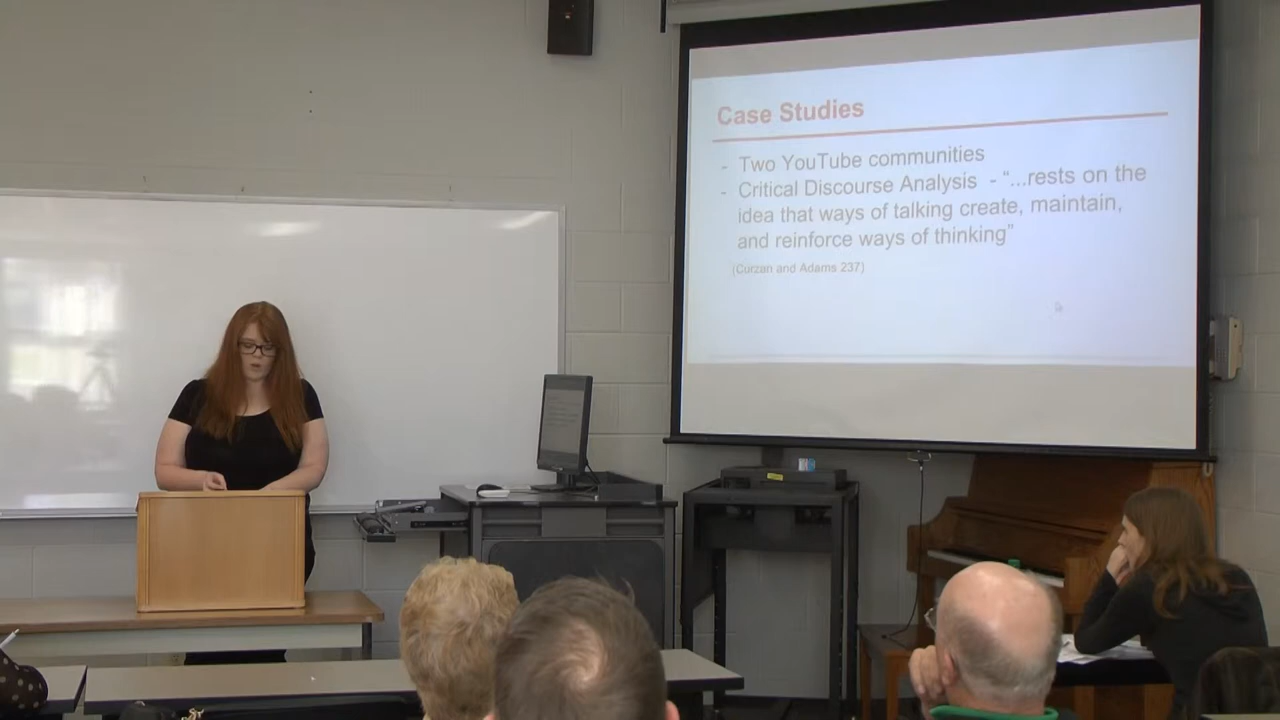 Case Studies
- Two YouTube communities
- Critical Discourse Analysis - “...rests on the
idea that ways of talking create, maintain,
and reinforce ways of thinking”
(Curzan and Adams 237)